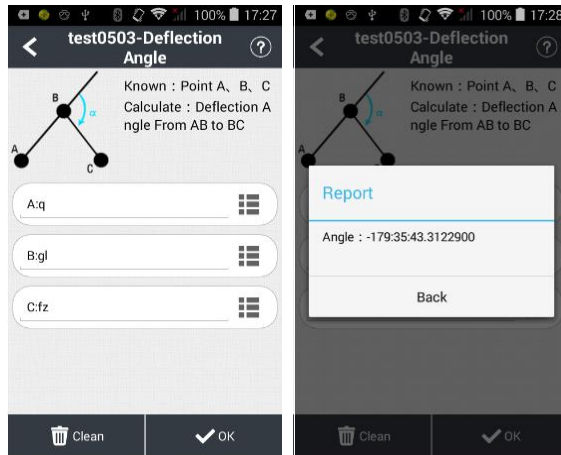 100% 17:27
test0503-Deflection
Angle
?
B
α
A
C
Known：Point A、B、C
Calculate：Deflection A
ngle From AB to BC
A:q
B:gl
C:fz
Clean
OK
100% 17:28
test0503-Deflection
Angle
?
B
α
A
C
Known：Point A、B、C
Calculate：Deflection A
ngle From AB to BC
Report
Angle：-179:35:43.3122900
Back
Clean
OK